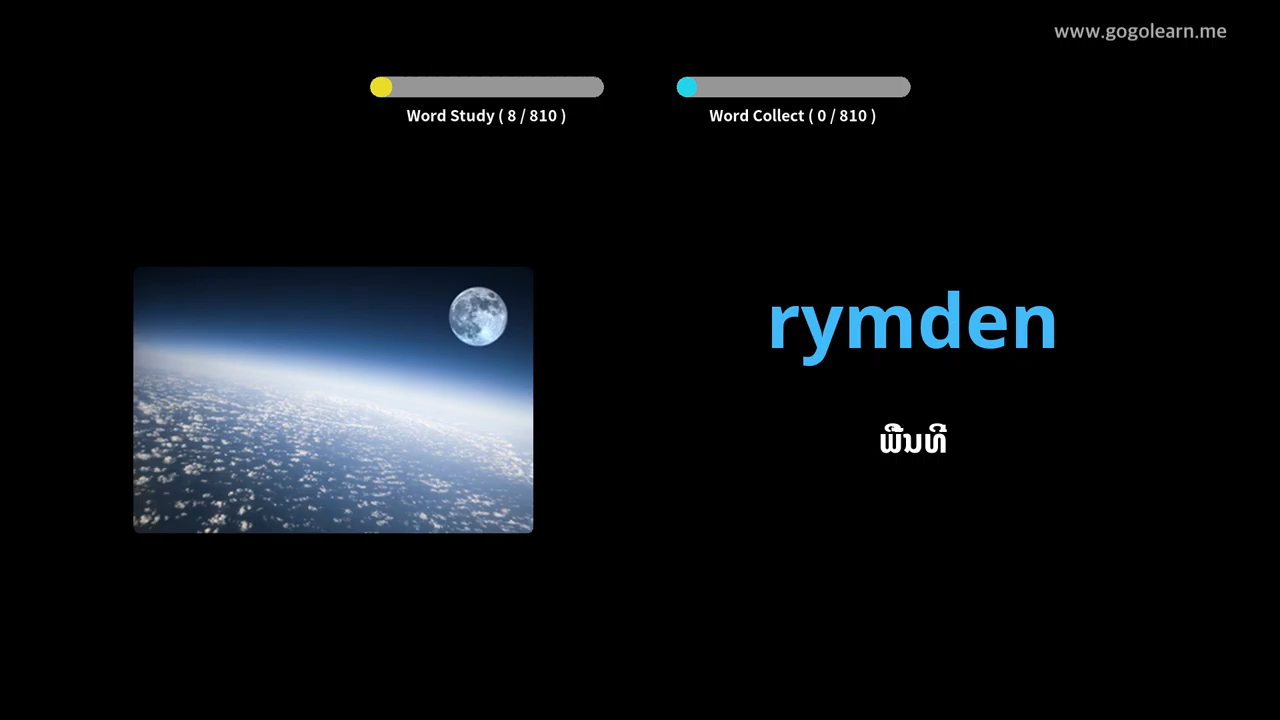 www.gogolearn.me
Word Study ( 8 / 810 )
Word Collect ( 0 / 810 )
rymden
ພື້ນທີ່